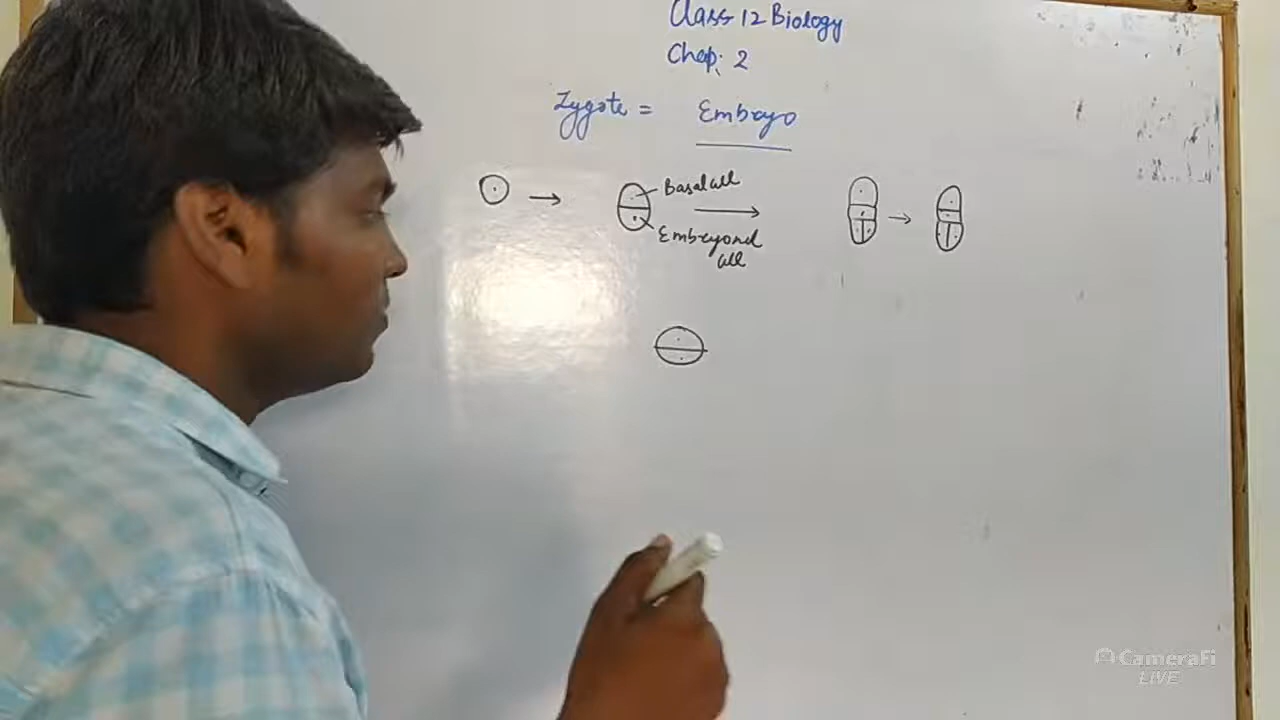 Class 12 Biology
Chap. 2
Zygote = Embryo
Basal cell
Embryonal
cell
CameraFi
LIVE